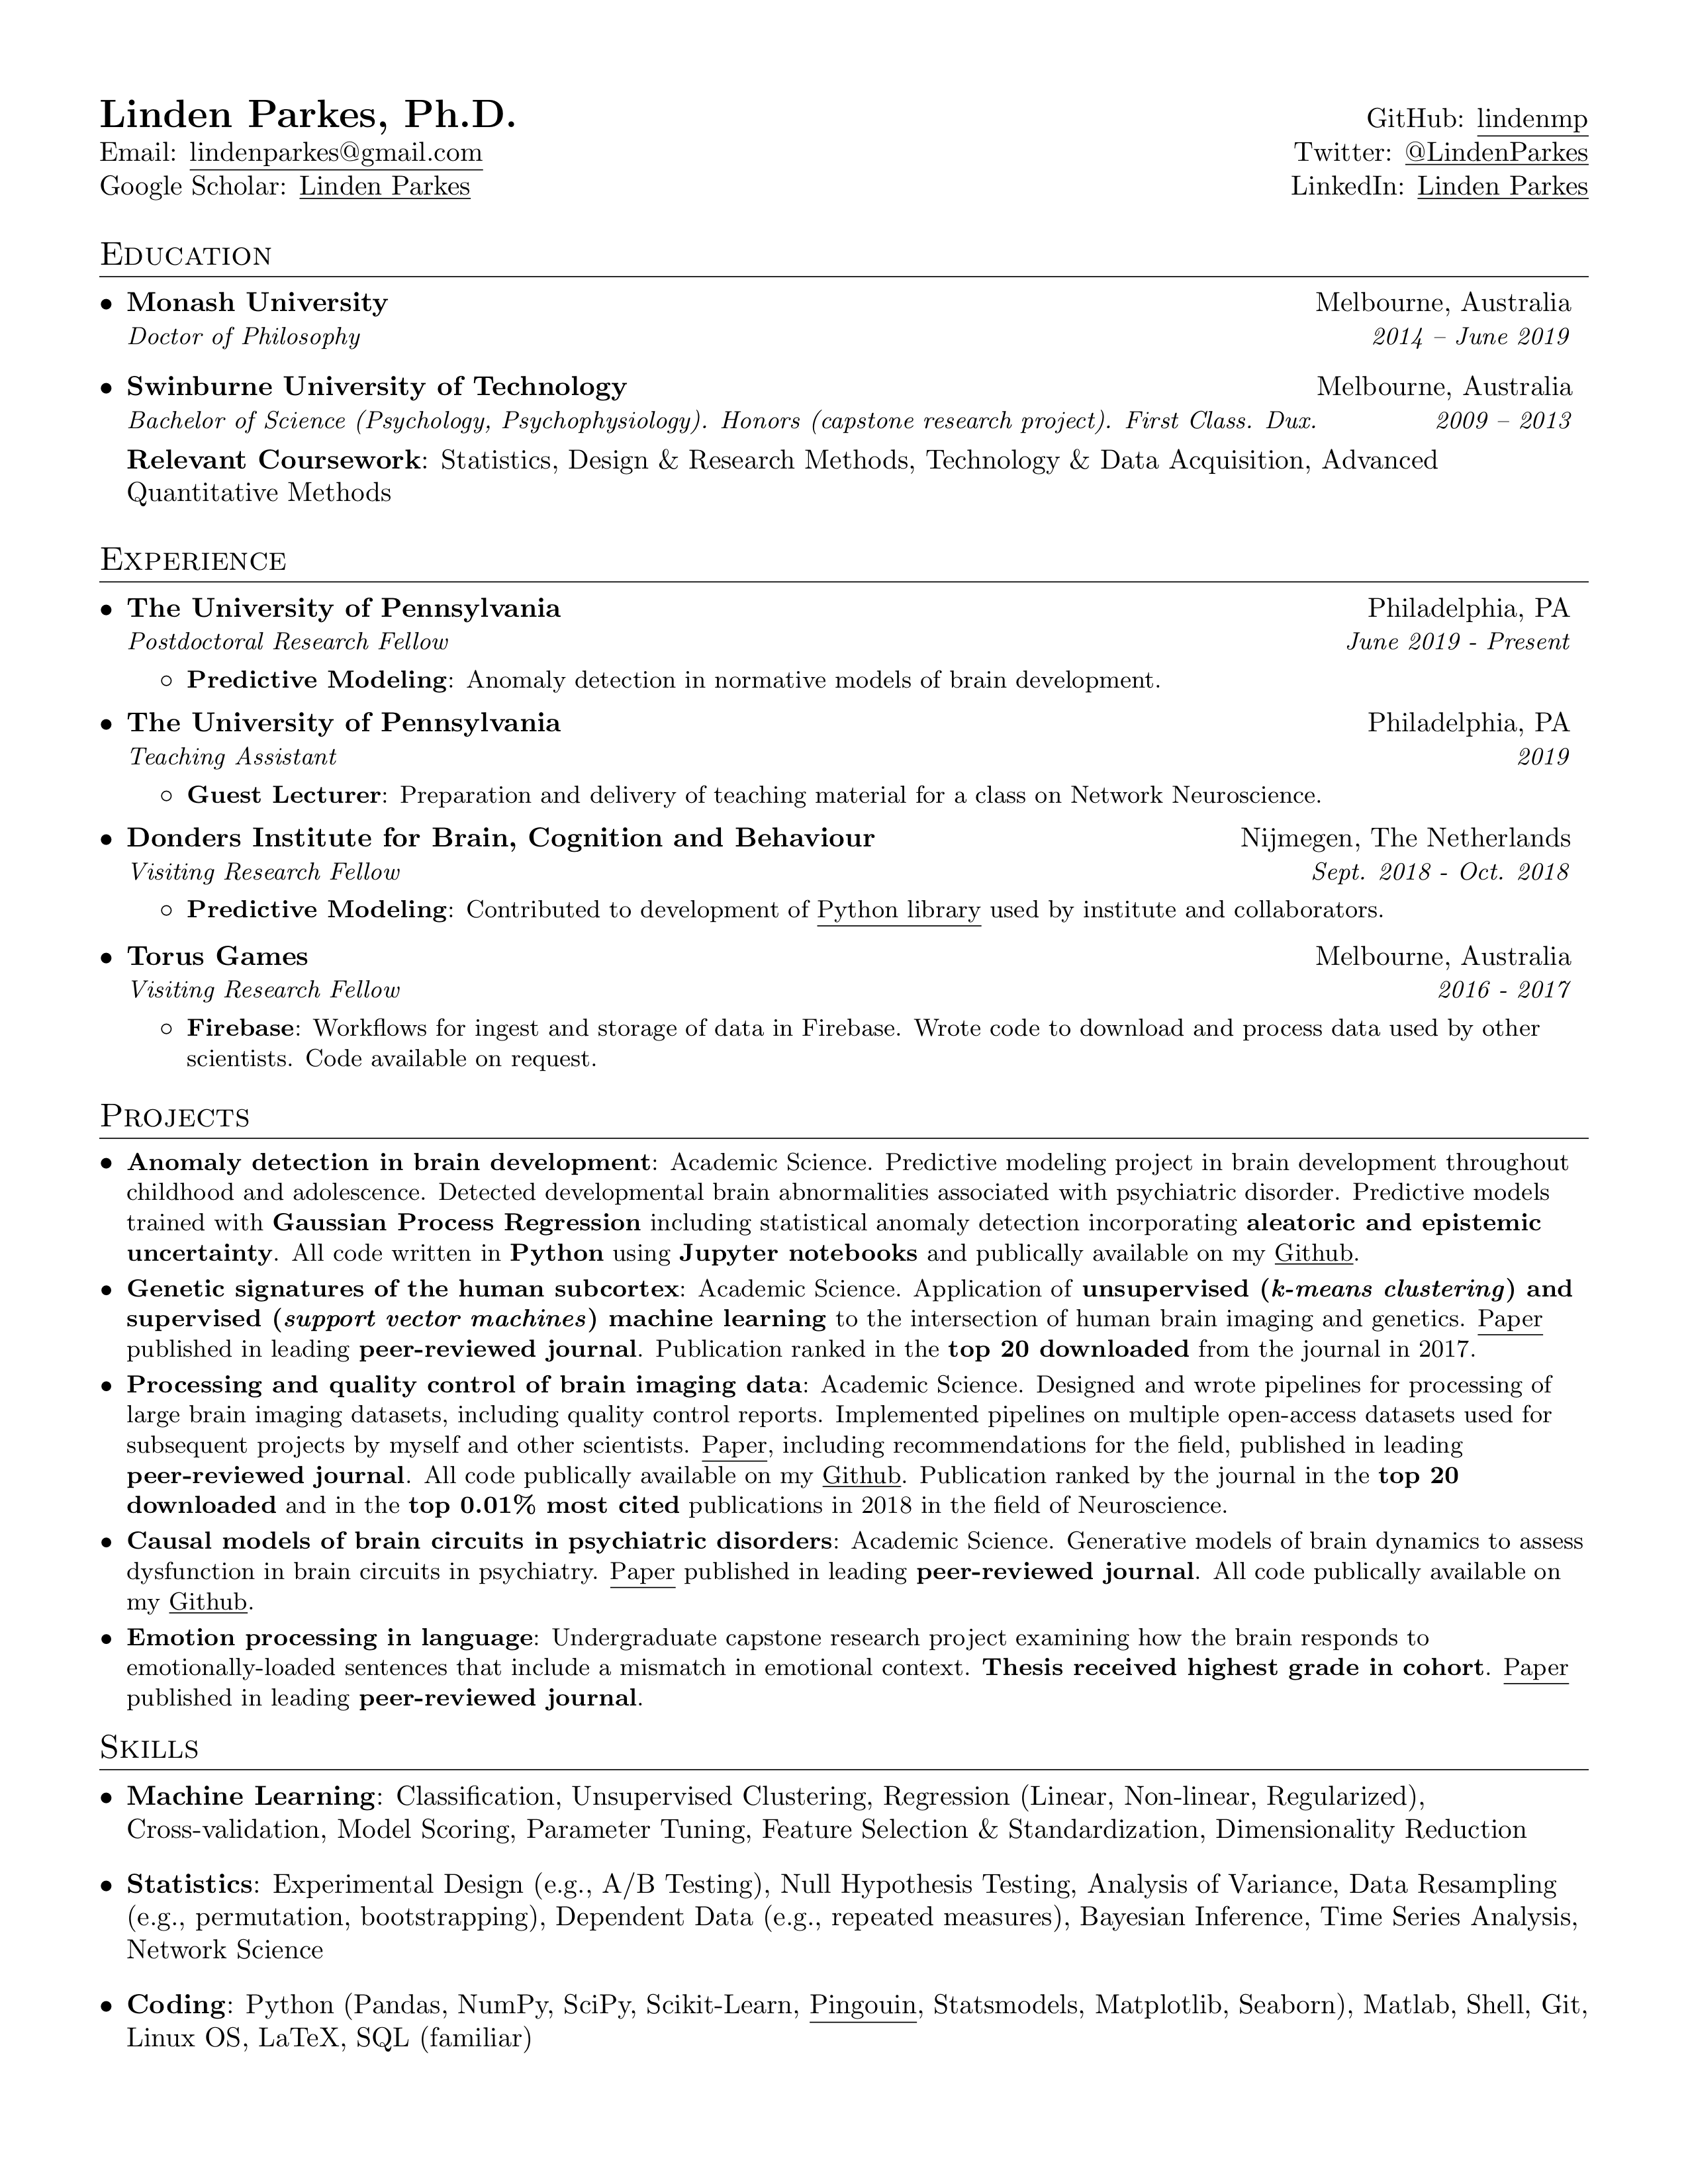 Linden Parkes, Ph.D.
GitHub: lindenmp
Email: lindenparkes@gmail.com
Twitter: @LindenParkes
Google Scholar: Linden Parkes
LinkedIn: Linden Parkes
Education
• Monash University Melbourne, Australia
Doctor of Philosophy 2014 – June 2019
• Swinburne University of Technology Melbourne, Australia
Bachelor of Science (Psychology, Psychophysiology). Honors (capstone research project). First Class. Dux. 2009 – 2013
Relevant Coursework: Statistics, Design & Research Methods, Technology & Data Acquisition, Advanced
Quantitative Methods
Experience
• The University of Pennsylvania Philadelphia, PA
Postdoctoral Research Fellow June 2019 - Present
◦ Predictive Modeling: Anomaly detection in normative models of brain development.
• The University of Pennsylvania Philadelphia, PA
Teaching Assistant 2019
◦ Guest Lecturer: Preparation and delivery of teaching material for a class on Network Neuroscience.
• Donders Institute for Brain, Cognition and Behaviour Nijmegen, The Netherlands
Visiting Research Fellow Sept. 2018 - Oct. 2018
◦ Predictive Modeling: Contributed to development of Python library used by institute and collaborators.
• Torus Games Melbourne, Australia
Visiting Research Fellow 2016 - 2017
◦ Firebase: Workflows for ingest and storage of data in Firebase. Wrote code to download and process data used by other
scientists. Code available on request.
Projects
• Anomaly detection in brain development: Academic Science. Predictive modeling project in brain development throughout
childhood and adolescence. Detected developmental brain abnormalities associated with psychiatric disorder. Predictive models
trained with Gaussian Process Regression including statistical anomaly detection incorporating aleatoric and epistemic
uncertainty. All code written in Python using Jupyter notebooks and publically available on my Github.
• Genetic signatures of the human subcortex: Academic Science. Application of unsupervised (k-means clustering) and
supervised (support vector machines) machine learning to the intersection of human brain imaging and genetics. Paper
published in leading peer-reviewed journal. Publication ranked in the top 20 downloaded from the journal in 2017.
• Processing and quality control of brain imaging data: Academic Science. Designed and wrote pipelines for processing of
large brain imaging datasets, including quality control reports. Implemented pipelines on multiple open-access datasets used for
subsequent projects by myself and other scientists. Paper, including recommendations for the field, published in leading
peer-reviewed journal. All code publically available on my Github. Publication ranked by the journal in the top 20
downloaded and in the top 0.01% most cited publications in 2018 in the field of Neuroscience.
• Causal models of brain circuits in psychiatric disorders: Academic Science. Generative models of brain dynamics to assess
dysfunction in brain circuits in psychiatry. Paper published in leading peer-reviewed journal. All code publically available on
my Github.
• Emotion processing in language: Undergraduate capstone research project examining how the brain responds to
emotionally-loaded sentences that include a mismatch in emotional context. Thesis received highest grade in cohort. Paper
published in leading peer-reviewed journal.
Skills
• Machine Learning: Classification, Unsupervised Clustering, Regression (Linear, Non-linear, Regularized),
Cross-validation, Model Scoring, Parameter Tuning, Feature Selection & Standardization, Dimensionality Reduction
• Statistics: Experimental Design (e.g., A/B Testing), Null Hypothesis Testing, Analysis of Variance, Data Resampling
(e.g., permutation, bootstrapping), Dependent Data (e.g., repeated measures), Bayesian Inference, Time Series Analysis,
Network Science
• Coding: Python (Pandas, NumPy, SciPy, Scikit-Learn, Pingouin, Statsmodels, Matplotlib, Seaborn), Matlab, Shell, Git,
Linux OS, LaTeX, SQL (familiar)